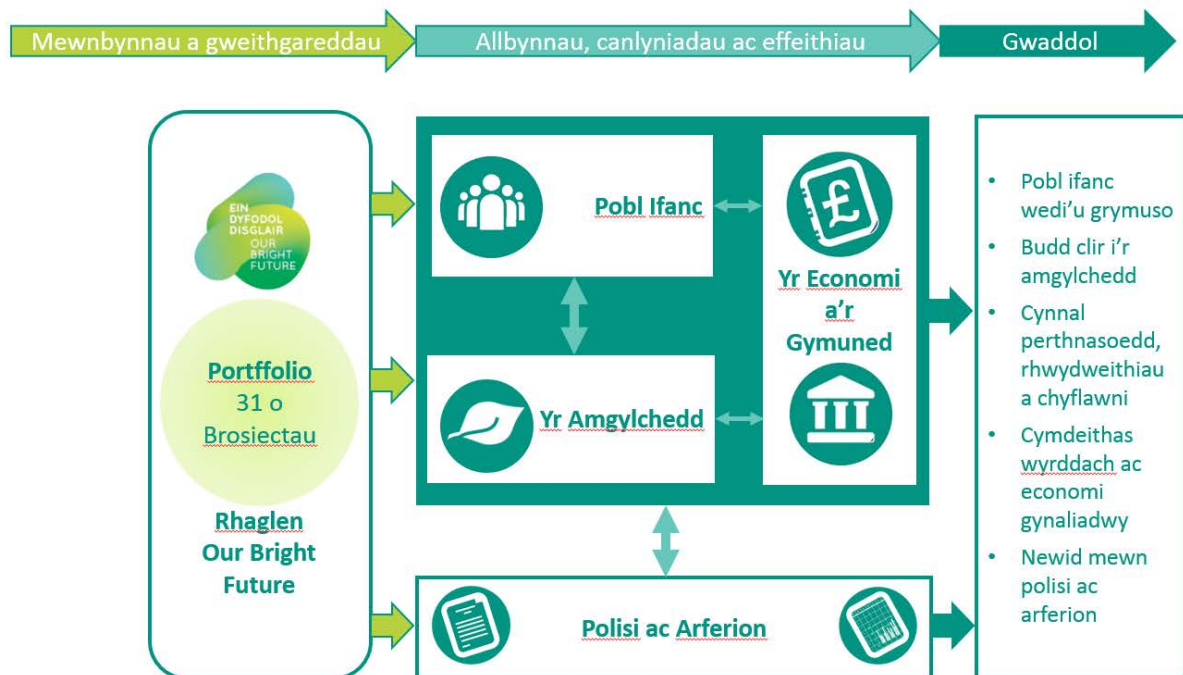 Mewnbynnau a gweithgareddau
Allbynnau, canlyniadau ac effeithiau
Gwaddol
EIN
DYFODOL
DISGLAIR
OUR
BRIGHT
FUTURE
Portffolio
31 o
Brosiectau
Rhaglen
Our Bright
Future
Pobl Ifanc
Yr Amgylchedd
£
Yr Economi
a'r
Gymuned
Polisi ac Arferion
• Pobl ifanc
wedi'u grymuso
• Budd clir i'r
amgylchedd
• Cynnal
perthnasoedd,
rhwydweithiau
a chyflawni
• Cymdeithas
wyrddach ac
economi
gynaliadwy
• Newid mewn
polisi ac
arferion